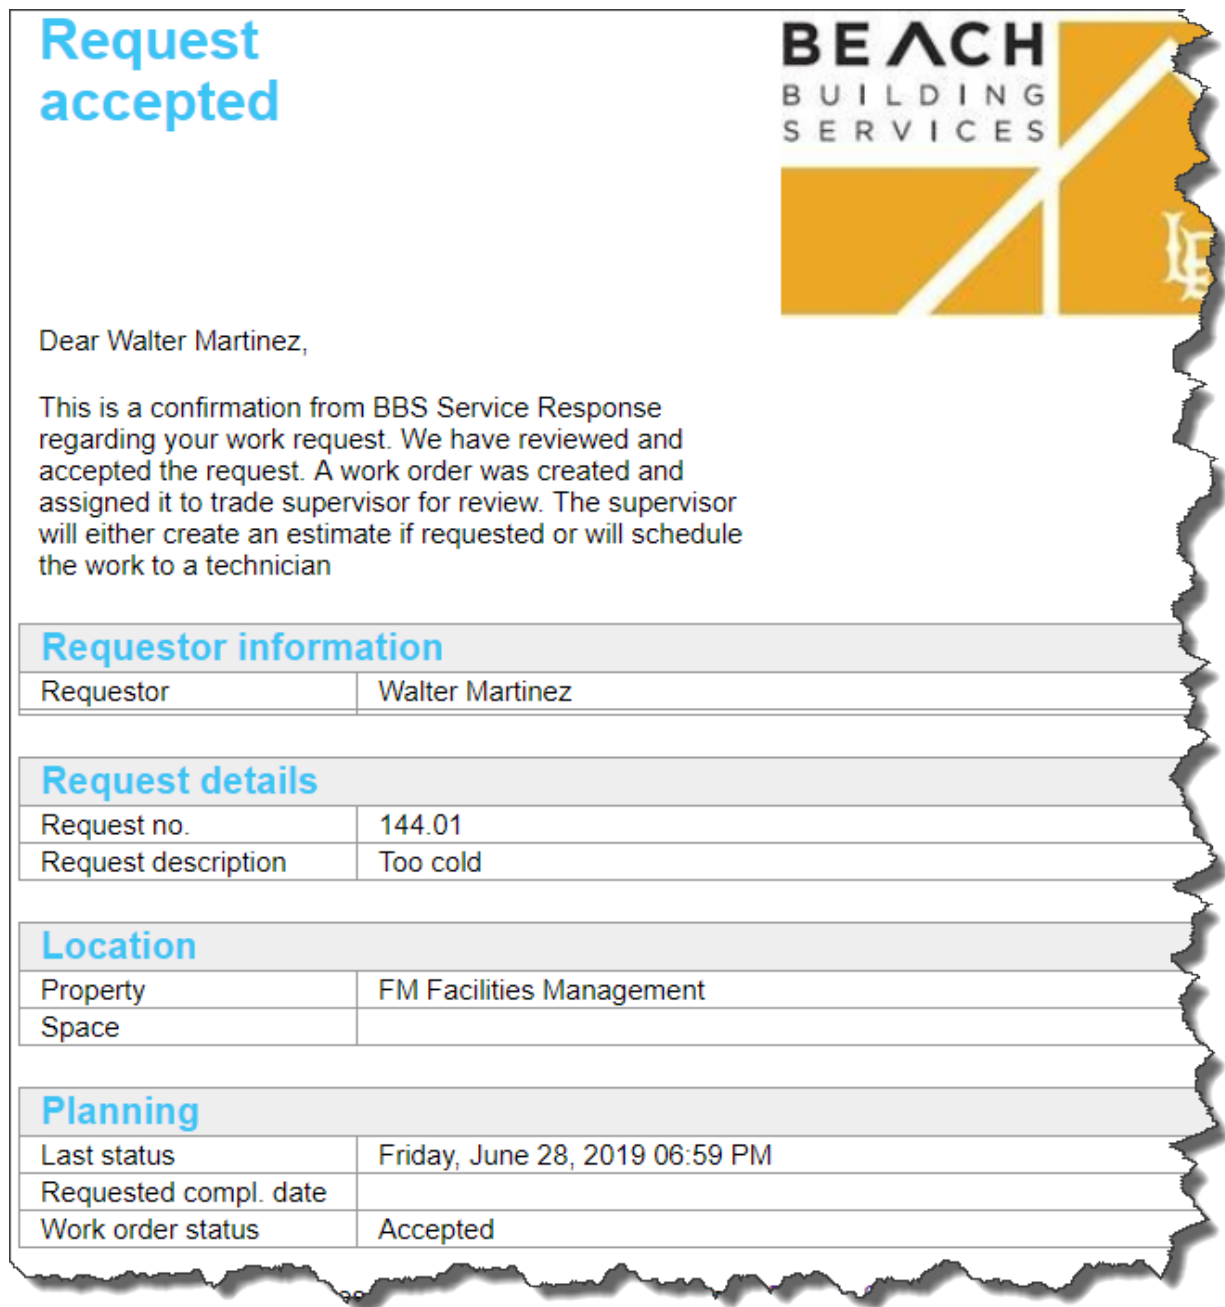 Request
accepted
BEACH
BUILDING
SERVICES
LB
Dear Walter Martinez,
This is a confirmation from BBS Service Response
regarding your work request. We have reviewed and
accepted the request. A work order was created and
assigned it to trade supervisor for review. The supervisor
will either create an estimate if requested or will schedule
the work to a technician
Requestor information
Requestor Walter Martinez
Request details
Request no. 144.01
Request description Too cold
Location
Property FM Facilities Management
Space
Planning
Last status Friday, June 28, 2019 06:59 PM
Requested compl. date
Work order status Accepted